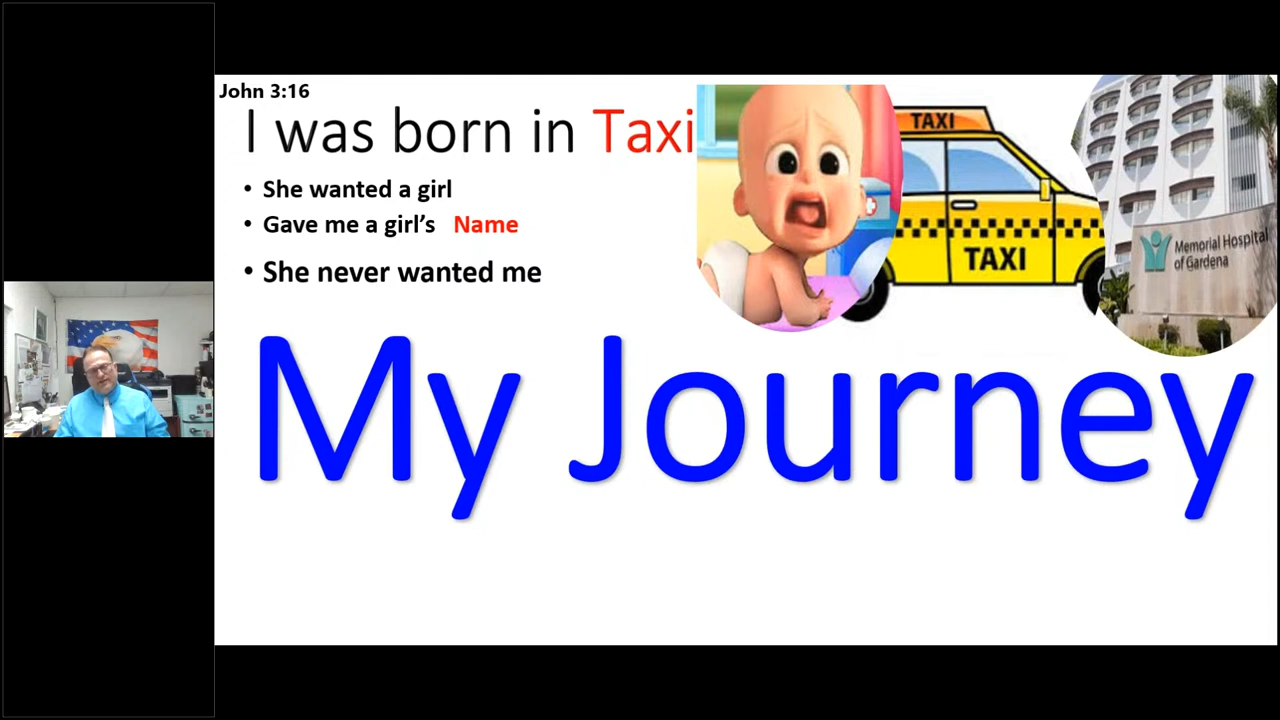 John 3:16
I was born in Taxi
• She wanted a girl
• Gave me a girl’s Name
• She never wanted me
TAXI
TAXI
Memorial Hospital
of Gardena
My Journey